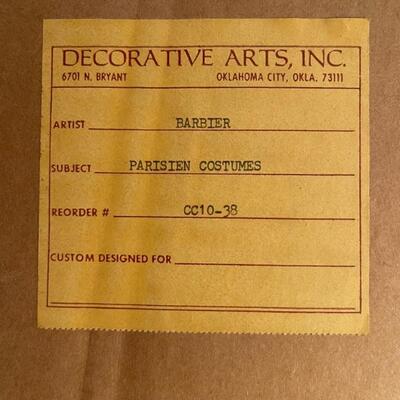 DECORATIVE ARTS, INC.
6701 N. BRYANT OKLAHOMA CITY, OKLA. 73111
ARTIST BARBIER
SUBJECT PARISIEN COSTUMES
REORDER # CC10-38
CUSTOM DESIGNED FOR